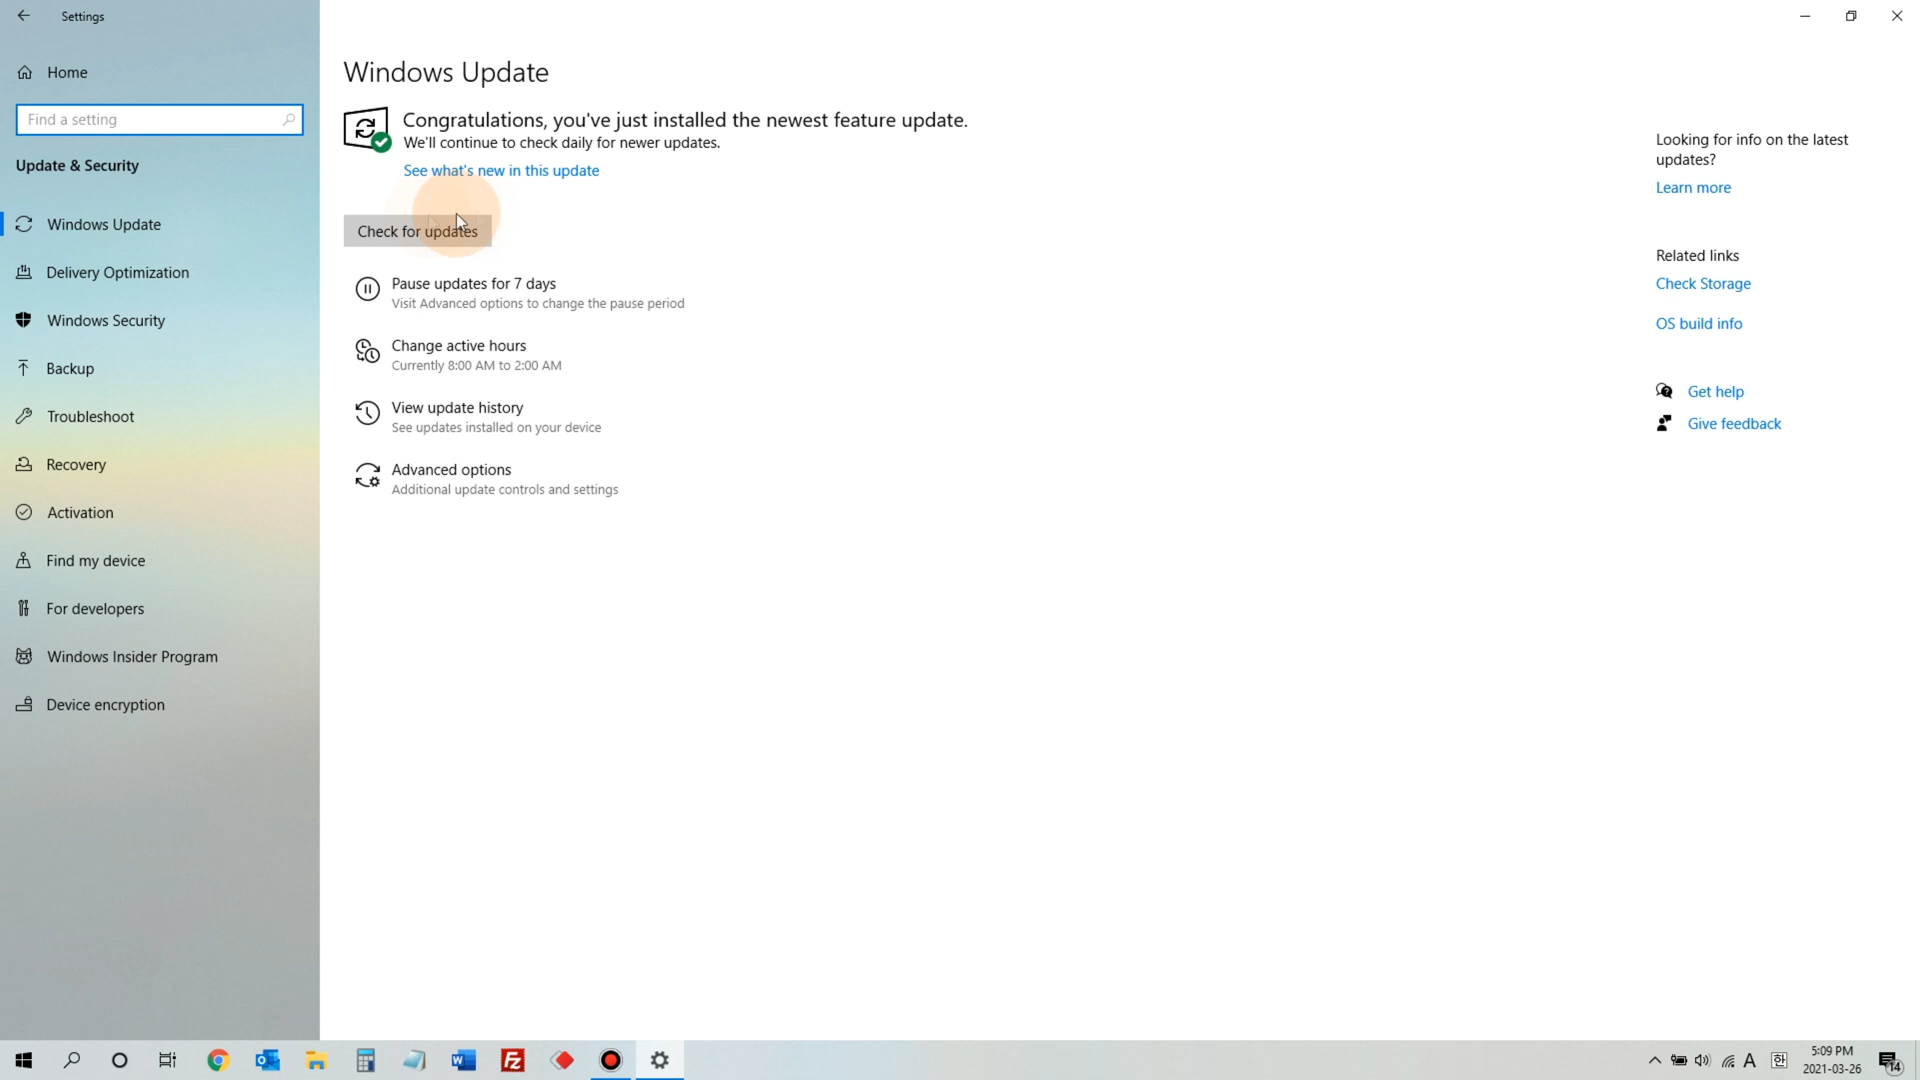 Settings
Home
Find a setting
Update & Security
Windows Update
Delivery Optimization
Windows Security
Backup
Troubleshoot
Recovery
Activation
Find my device
For developers
Windows Insider Program
Device encryption
Windows Update
Congratulations, you've just installed the newest feature update.
We'll continue to check daily for newer updates.
See what's new in this update
Check for updates
Pause updates for 7 days
Visit Advanced options to change the pause period
Change active hours
Currently 8:00 AM to 2:00 AM
View update history
See updates installed on your device
Advanced options
Additional update controls and settings
Looking for info on the latest
updates?
Learn more
Related links
Check Storage
OS build info
Get help
Give feedback
A 한 5:09 PM
2021-03-26
14